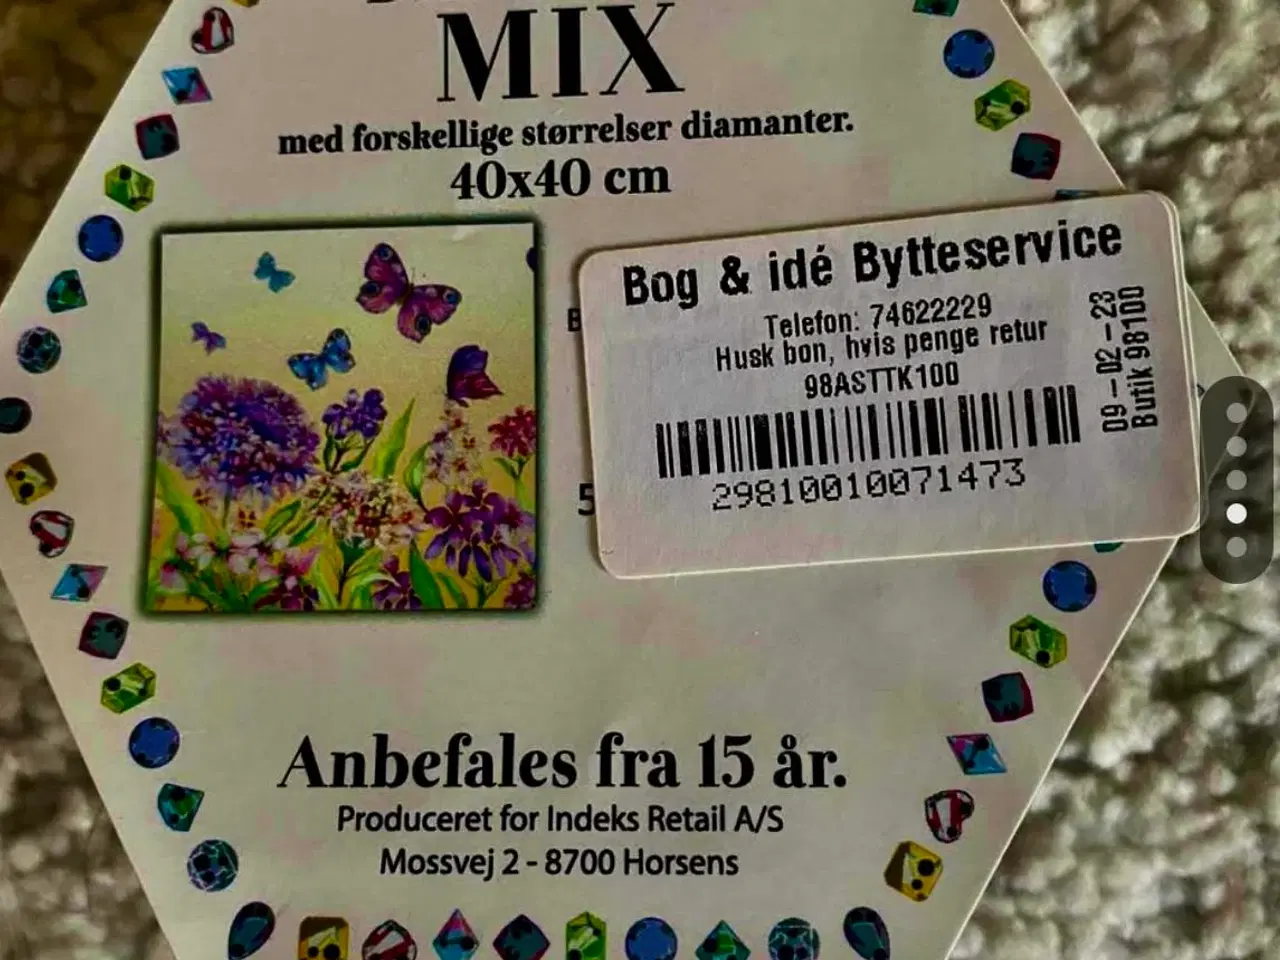 MIX
med forskellige størrelser diamanter.
40x40 cm
Bog & idé Bytteservice
Telefon: 74622229
Husk bon, hvis penge retur
98ASTTK100
29810010071473
09-02-23
Butik 98100
B
5
Anbefales fra 15 år.
Produceret for Indeks Retail A/S
Mossvej 2 - 8700 Horsens